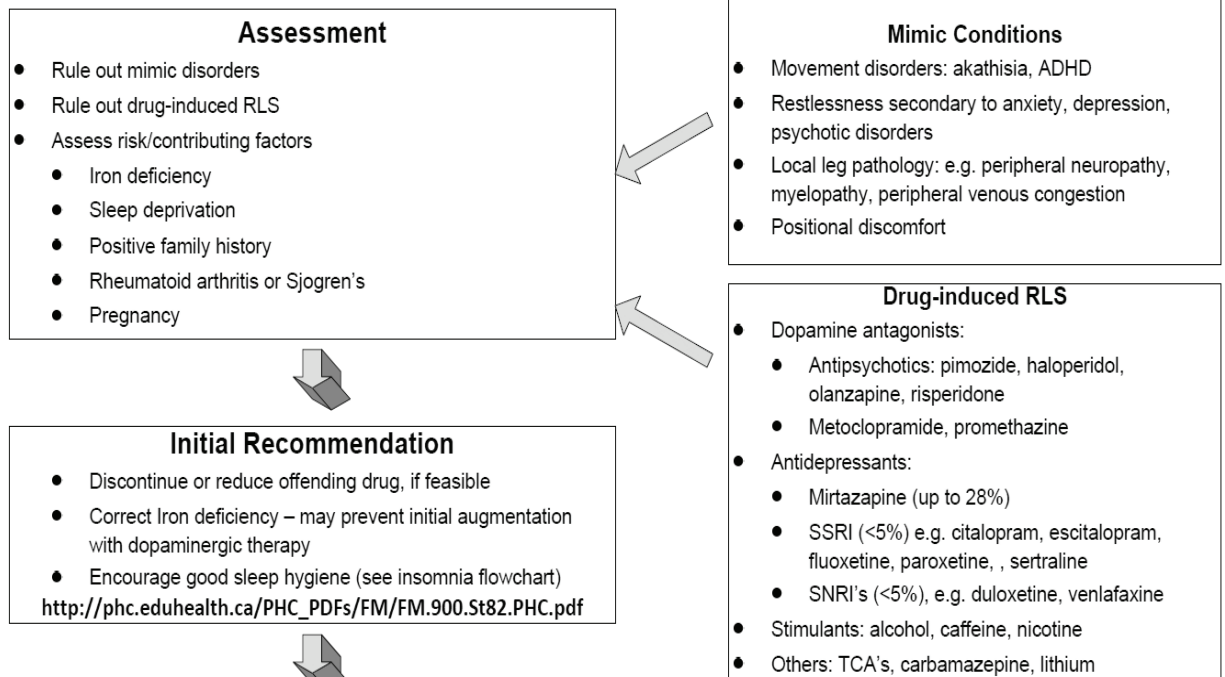 Assessment
● Rule out mimic disorders
● Rule out drug-induced RLS
● Assess risk/contributing factors
● Iron deficiency
● Sleep deprivation
● Positive family history
● Rheumatoid arthritis or Sjogren's
● Pregnancy
Initial Recommendation
● Discontinue or reduce offending drug, if feasible
● Correct Iron deficiency – may prevent initial augmentation
with dopaminergic therapy
● Encourage good sleep hygiene (see insomnia flowchart)
http://phc.eduhealth.ca/PHC_PDFs/FM/FM.900.St82.PHC.pdf
Mimic Conditions
● Movement disorders: akathisia, ADHD
● Restlessness secondary to anxiety, depression,
psychotic disorders
● Local leg pathology: e.g. peripheral neuropathy,
myelopathy, peripheral venous congestion
● Positional discomfort
Drug-induced RLS
● Dopamine antagonists:
● Antipsychotics: pimozide, haloperidol,
olanzapine, risperidone
● Metoclopramide, promethazine
● Antidepressants:
● Mirtazapine (up to 28%)
● SSRI (<5%) e.g. citalopram, escitalopram,
fluoxetine, paroxetine, , sertraline
● SNRI's (<5%), e.g. duloxetine, venlafaxine
● Stimulants: alcohol, caffeine, nicotine
● Others: TCA's, carbamazepine, lithium